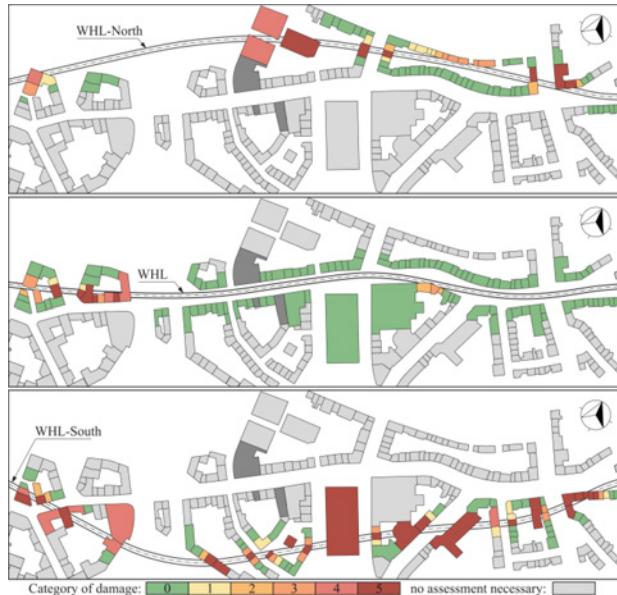 WHL-North
WHL
WHL-South
Category of damage: 0 1 2 3 4 5 no assessment necessary: